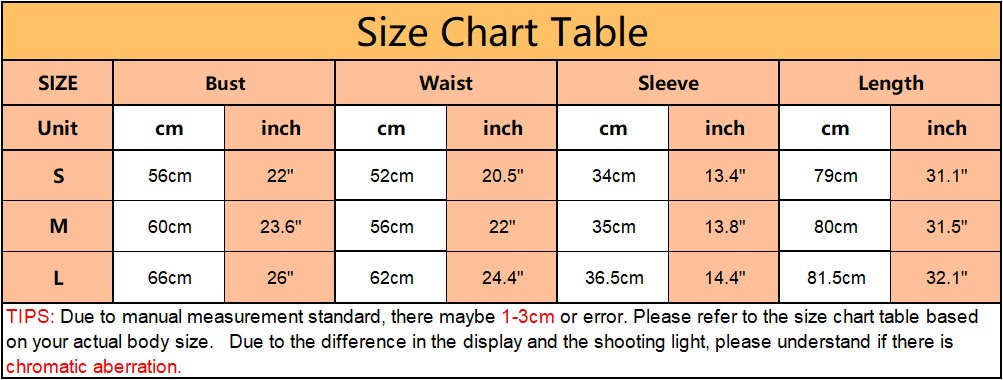 Size Chart Table
SIZE Bust Waist Sleeve Length
Unit cm inch cm inch cm inch cm inch
S 56cm 22" 52cm 20.5" 34cm 13.4" 79cm 31.1"
M 60cm 23.6" 56cm 22" 35cm 13.8" 80cm 31.5"
L 66cm 26" 62cm 24.4" 36.5cm 14.4" 81.5cm 32.1"
TIPS: Due to manual measurement standard, there maybe 1-3cm or error. Please refer to the size chart table based
on your actual body size. Due to the difference in the display and the shooting light, please understand if there is
chromatic aberration.